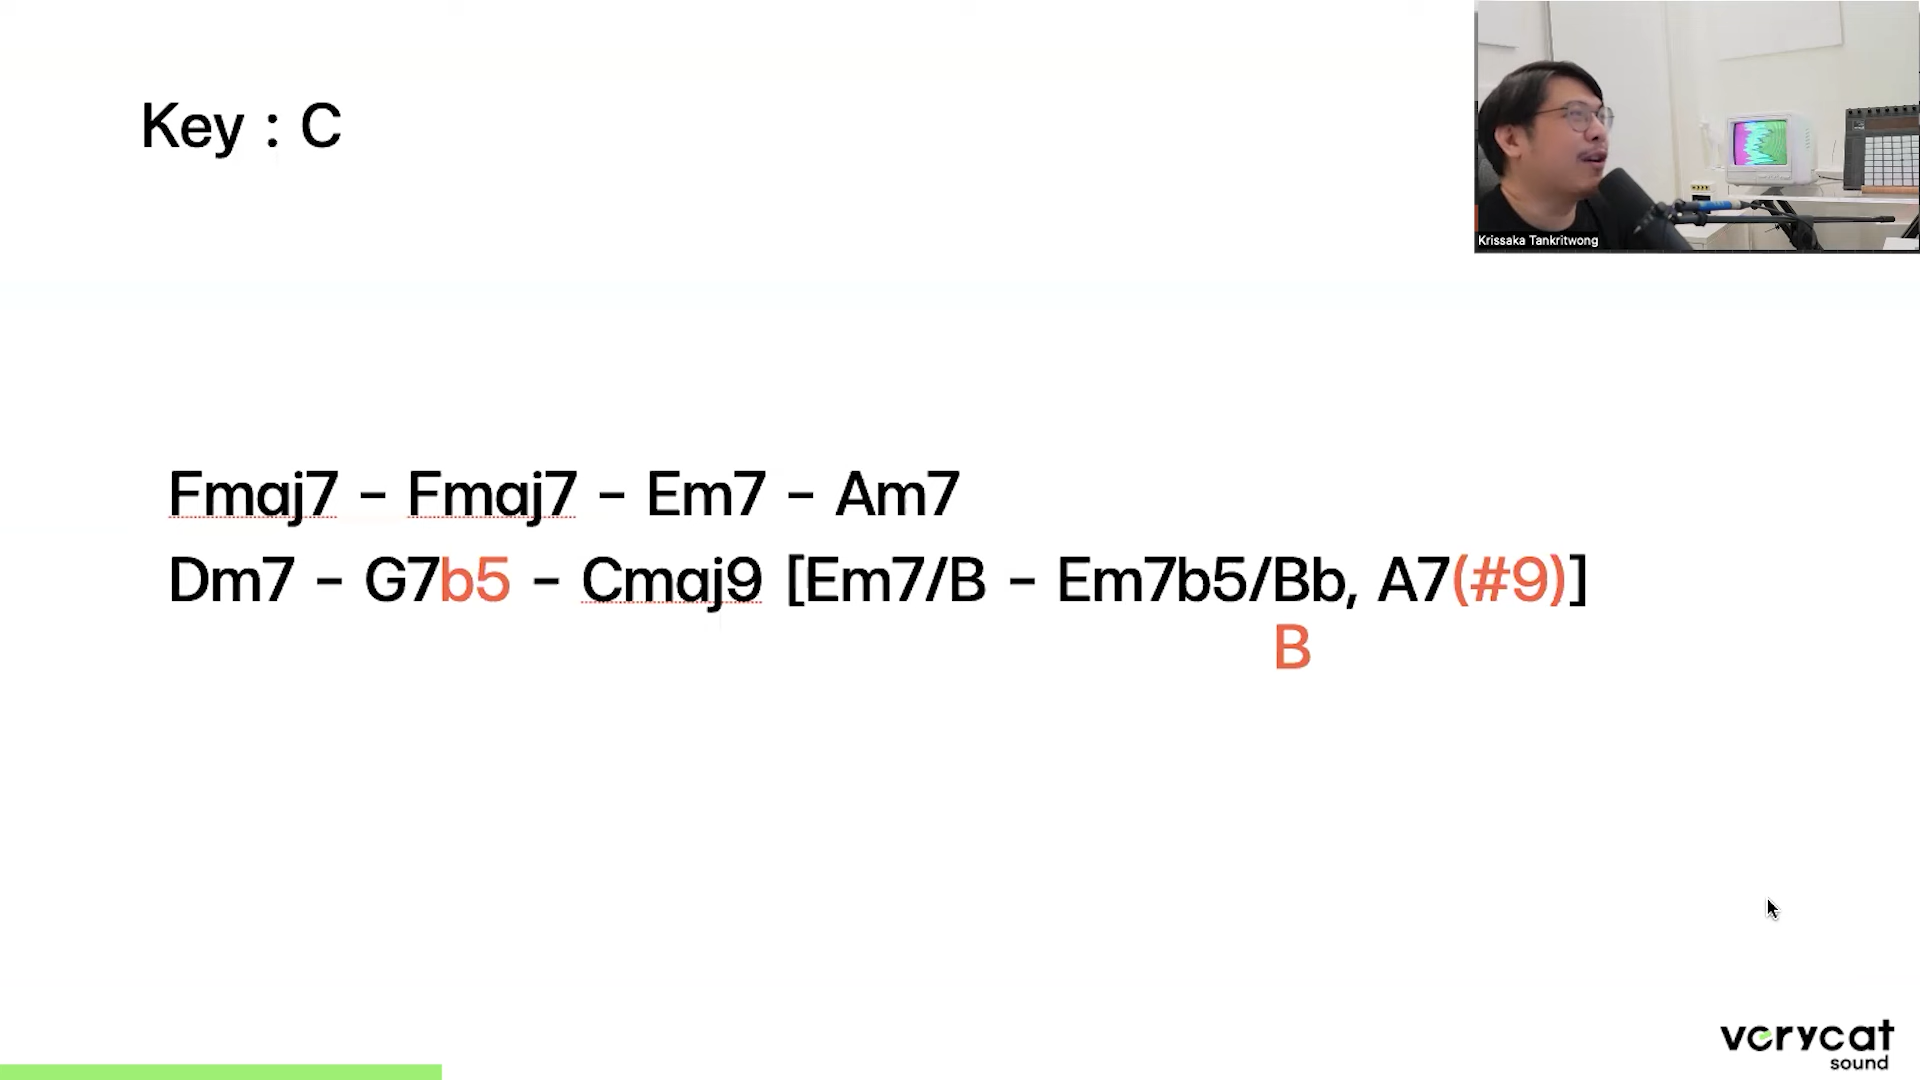 Key : C
Krissaka Tankritwong
Fmaj7 - Fmaj7 - Em7 - Am7
Dm7 - G7b5 - Cmaj9 [Em7/B - Em7b5/Bb, A7(#9)]
B
verycat
sound